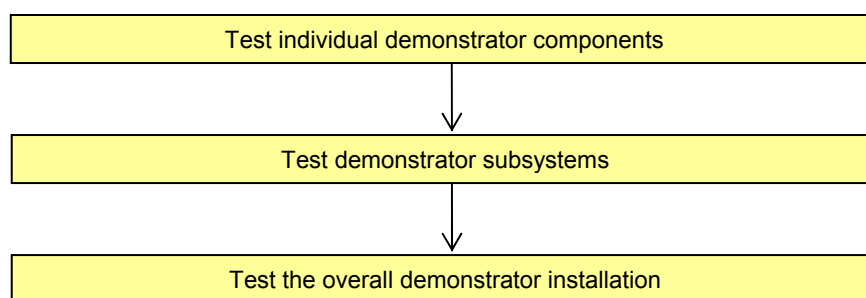 Test individual demonstrator components
Test demonstrator subsystems
Test the overall demonstrator installation